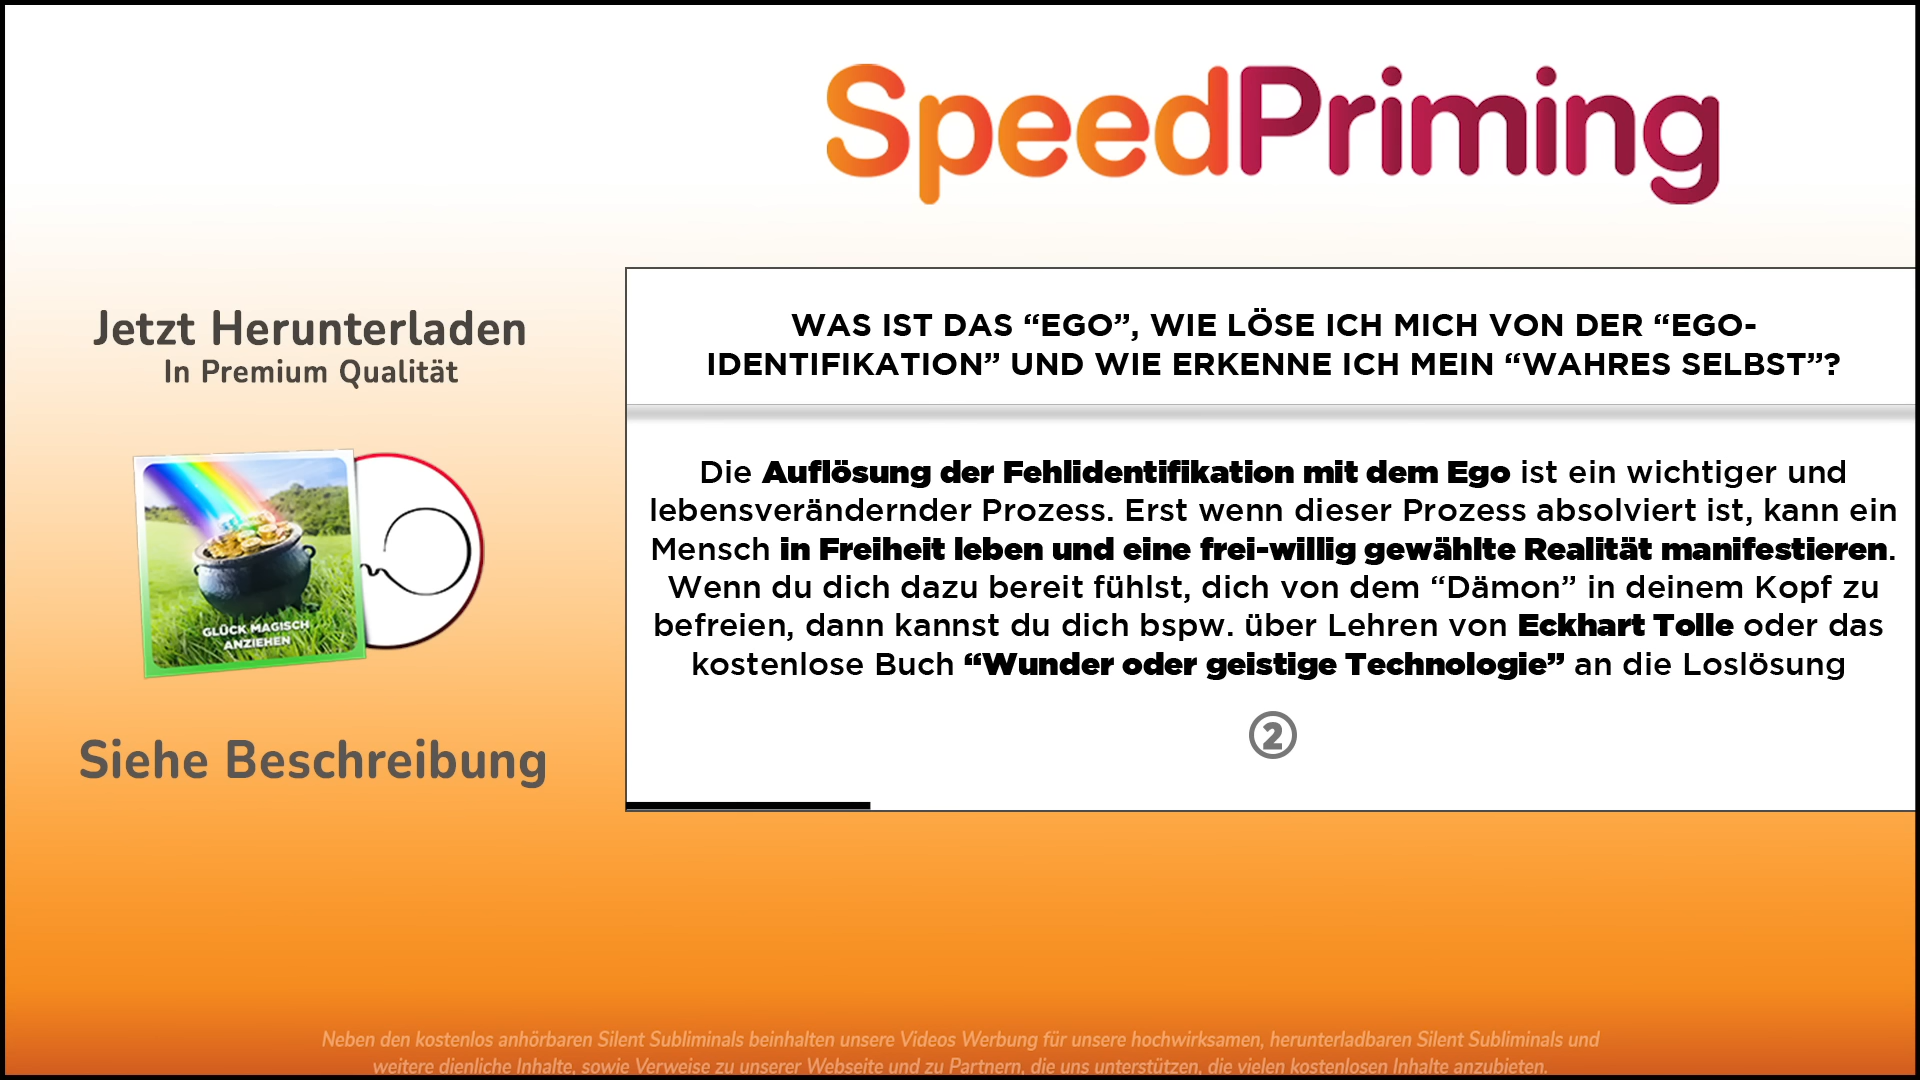 SpeedPriming
Jetzt Herunterladen
In Premium Qualität
GLÜCK MAGISCH
ANZIEHEN
Siehe Beschreibung
WAS IST DAS “EGO”, WIE LÖSE ICH MICH VON DER “EGO-
IDENTIFIKATION” UND WIE ERKENNE ICH MEIN “WAHRES SELBST”?
Die Auflösung der Fehlidentifikation mit dem Ego ist ein wichtiger und
lebensverändernder Prozess. Erst wenn dieser Prozess absolviert ist, kann ein
Mensch in Freiheit leben und eine frei-willig gewählte Realität manifestieren.
Wenn du dich dazu bereit fühlst, dich von dem “Dämon” in deinem Kopf zu
befreien, dann kannst du dich bspw. über Lehren von Eckhart Tolle oder das
kostenlose Buch “Wunder oder geistige Technologie” an die Loslösung
2
Neben den kostenlos anhörbaren Silent Subliminals beinhalten unsere Videos Werbung für unsere hochwirksamen, herunterladbaren Silent Subliminals und
weitere dienliche Inhalte, sowie Verweise zu unserer Webseite und zu Partnern, die uns unterstützen, die vielen kostenlosen Inhalte anzubieten.